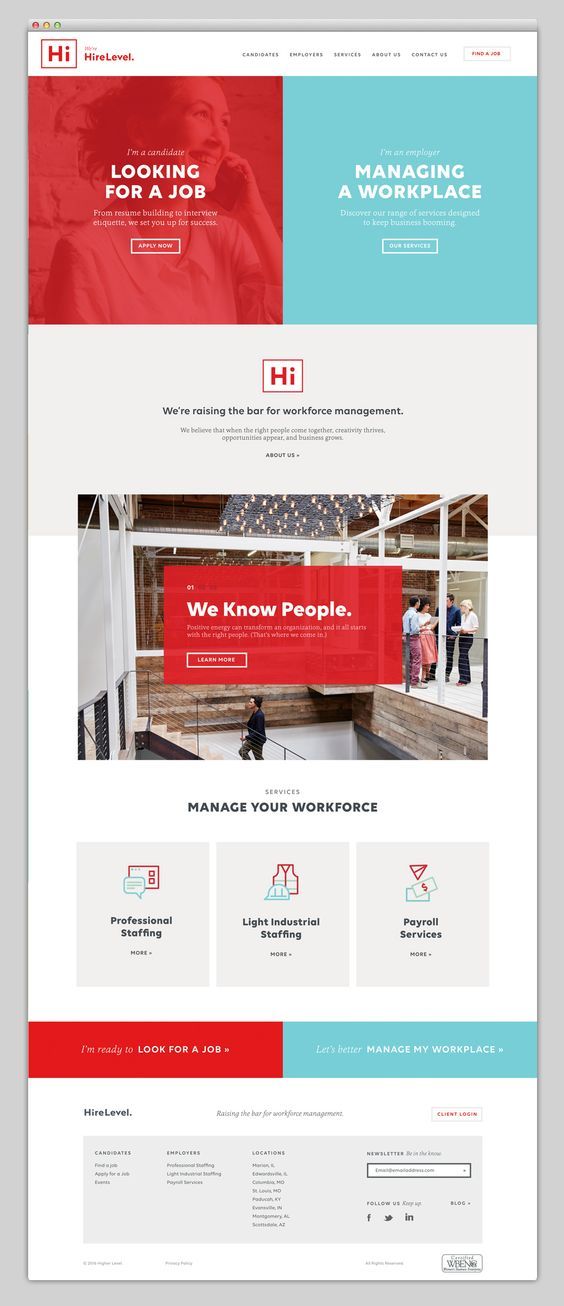 Hi
We're
HireLevel.
CANDIDATES EMPLOYERS SERVICES ABOUT US CONTACT US
FIND A JOB
I'm a candidate
LOOKING
FOR A JOB
From resume building to interview
etiquette, we set you up for success.
APPLY NOW
I'm an employer
MANAGING
A WORKPLACE
Discover our range of services designed
to keep business booming.
OUR SERVICES
Hi
We're raising the bar for workforce management.
We believe that when the right people come together, creativity thrives,
opportunities appear, and business grows.
ABOUT US »
01
We Know People.
Positive energy can transform an organization, and it all starts
with the right people. (That's where we come in.)
LEARN MORE
SERVICES
MANAGE YOUR WORKFORCE
Professional
Staffing
MORE »
Light Industrial
Staffing
MORE »
$
Payroll
Services
MORE »
I'm ready to LOOK FOR A JOB »
Let's better MANAGE MY WORKPLACE »
HireLevel.
Raising the bar for workforce management.
CLIENT LOGIN
CANDIDATES
Find a job
Apply for a Job
Events
EMPLOYERS
Professional Staffing
Light Industrial Staffing
Payroll Services
LOCATIONS
Marion, IL
Edwardsville, IL
Columbia, MO
St. Louis, MO
Paducah, KY
Evansville, IN
Montgomery, AL
Scottsdale, AZ
NEWSLETTER Be in the know.
Email@emailaddress.com »
FOLLOW US Keep up.
BLOG »
f
in
© 2016 Higher Level
Privacy Policy
All Rights Reserved
Certified
WBENC